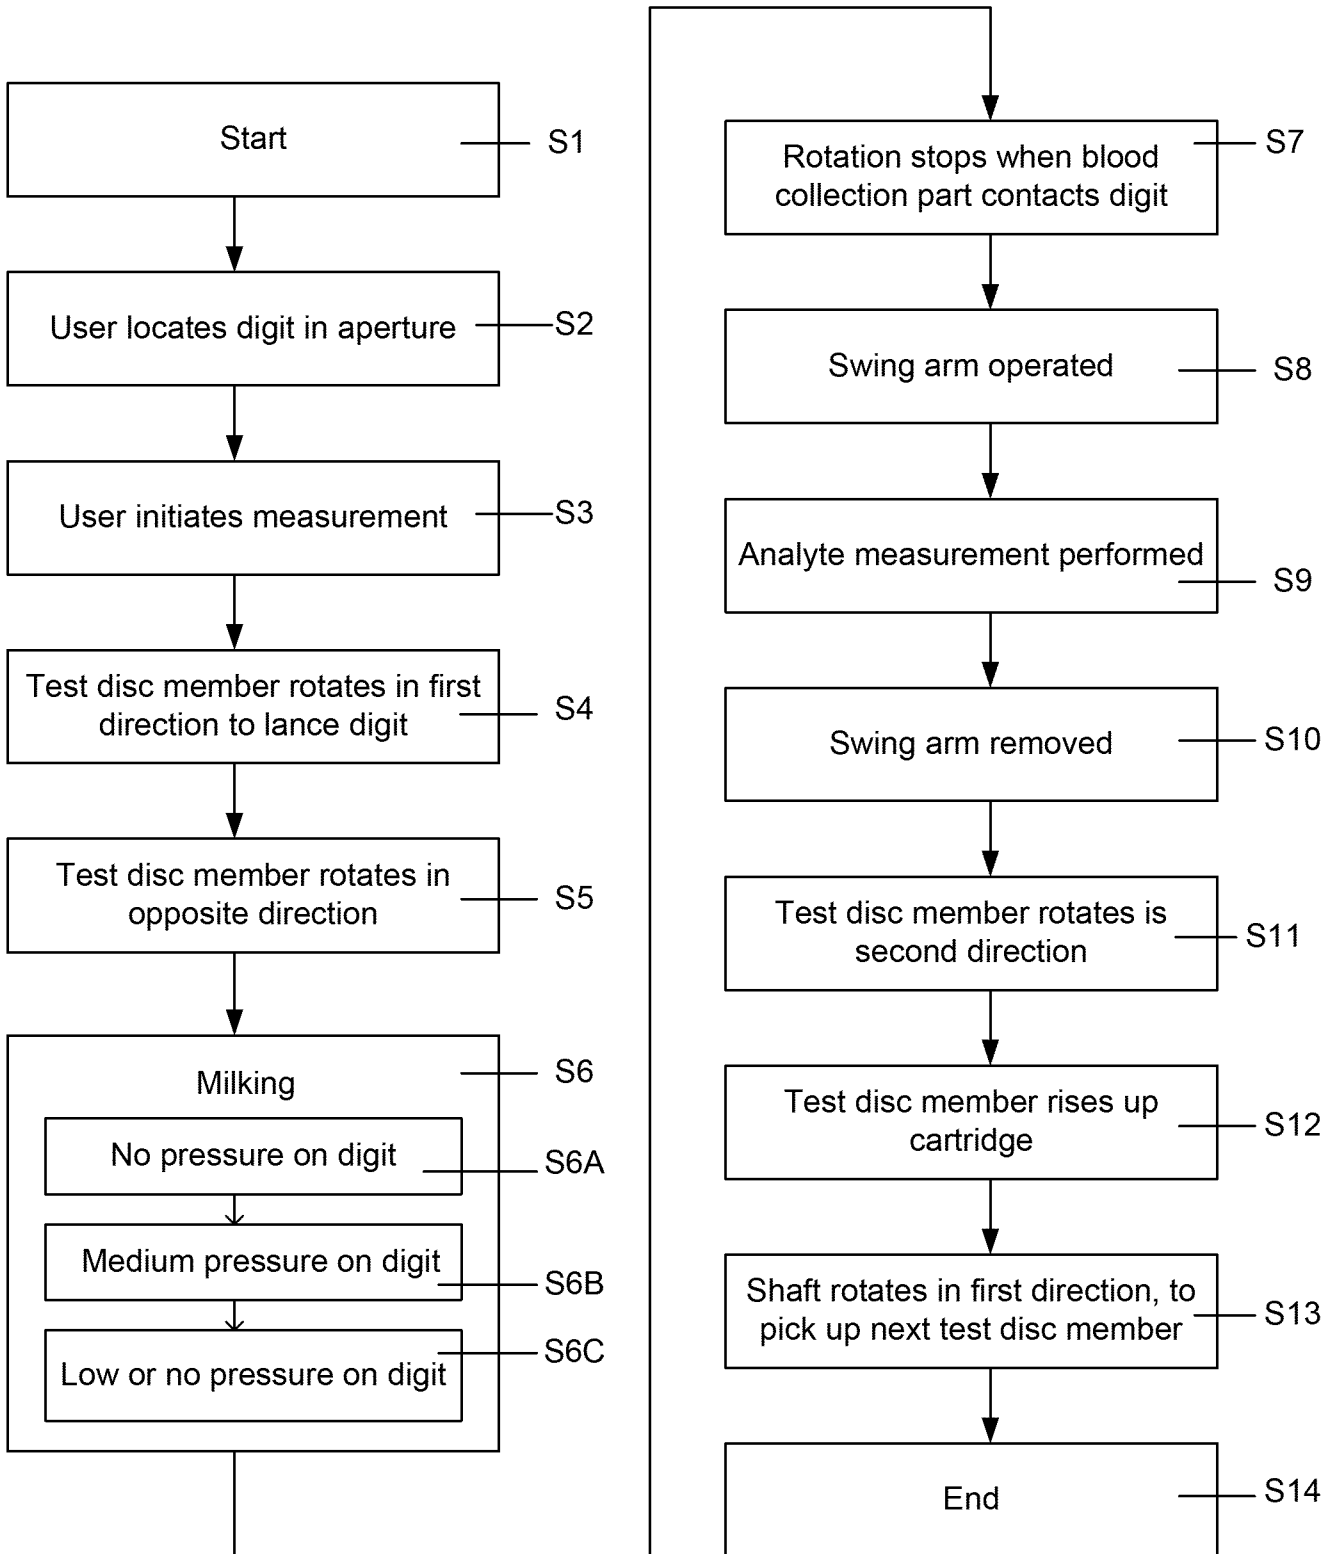 Start
S1
User locates digit in aperture
S2
User initiates measurement
S3
Test disc member rotates in first
direction to lance digit
S4
Test disc member rotates in
opposite direction
S5
Milking
S6
No pressure on digit
S6A
Medium pressure on digit
S6B
Low or no pressure on digit
S6C
Rotation stops when blood
collection part contacts digit
S7
Swing arm operated
S8
Analyte measurement performed
S9
Swing arm removed
S10
Test disc member rotates is
second direction
S11
Test disc member rises up
cartridge
S12
Shaft rotates in first direction, to
pick up next test disc member
S13
End
S14